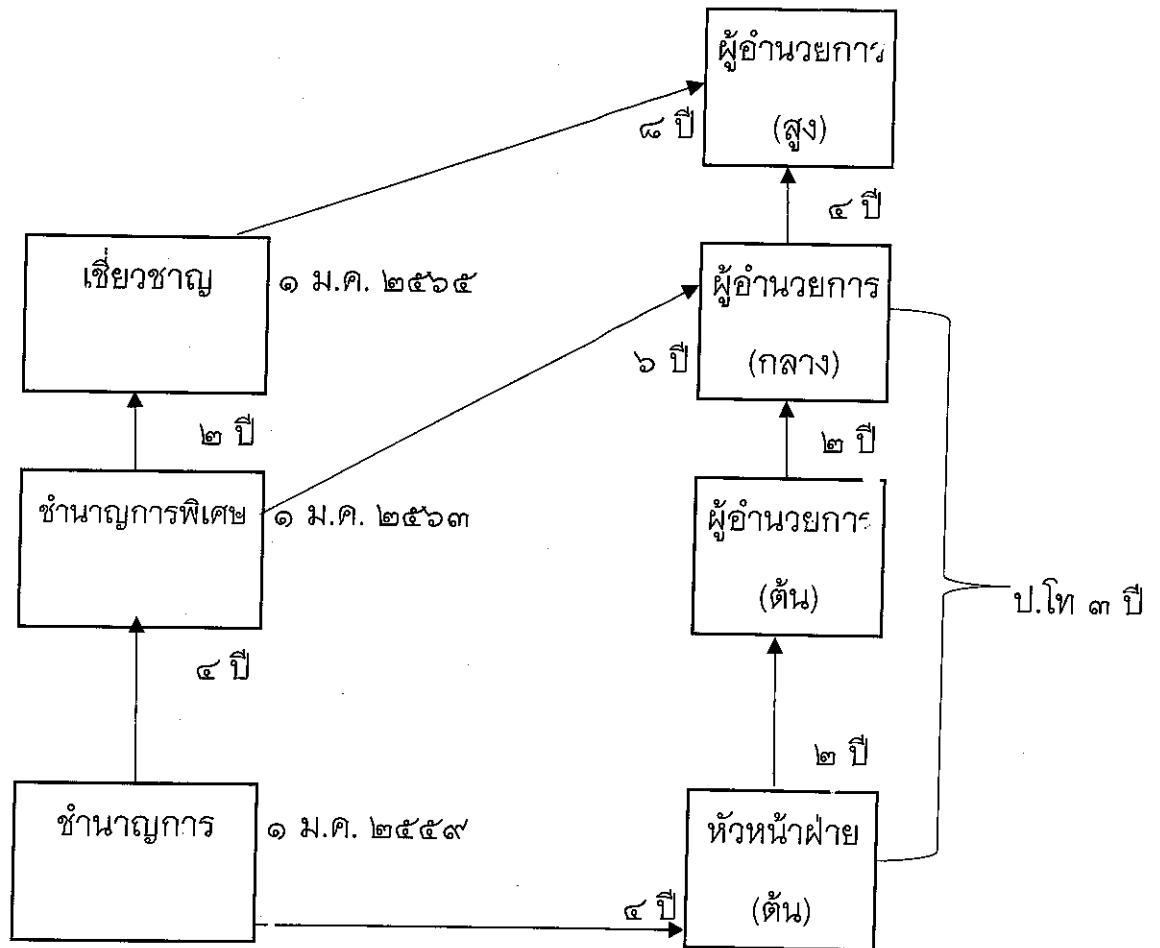 ผู้อำนวยการ
(สูง)
๘ ปี
๔ ปี
เชี่ยวชาญ
๑ ม.ค. ๒๕๖๕
ผู้อำนวยการ
(กลาง)
๖ ปี
๒ ปี
๒ ปี
ชำนาญการพิเศษ
๑ ม.ค. ๒๕๖๓
ผู้อำนวยการ
(ต้น)
ป.โท ๓ ปี
๔ ปี
๒ ปี
ชำนาญการ
๑ ม.ค. ๒๕๕๙
หัวหน้าฝ่าย
(ต้น)
๔ ปี